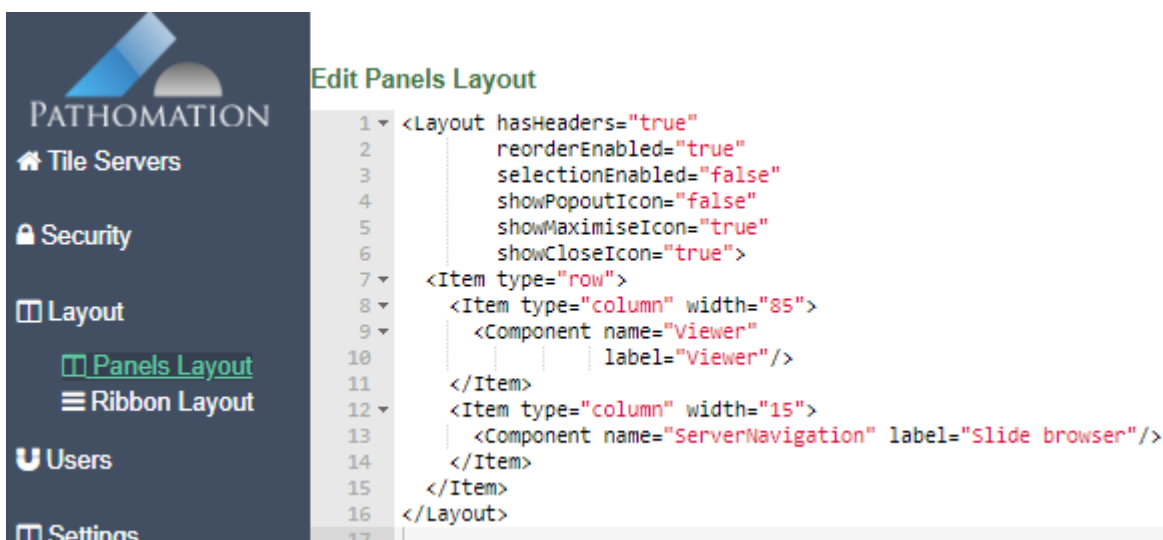 PATHOMATION
Tile Servers
Security
Layout
Panels Layout
Ribbon Layout
Users
Settings
Edit Panels Layout
1 <Layout hasHeaders="true"
2 reorderEnabled="true"
3 selectionEnabled="false"
4 showPopoutIcon="false"
5 showMaximiseIcon="true"
6 showCloseIcon="true">
7 <Item type="row">
8 <Item type="column" width="85">
9 <Component name="Viewer"
10 label="Viewer"/>
11 </Item>
12 <Item type="column" width="15">
13 <Component name="ServerNavigation" label="Slide browser"/>
14 </Item>
15 </Item>
16 </Layout>
17